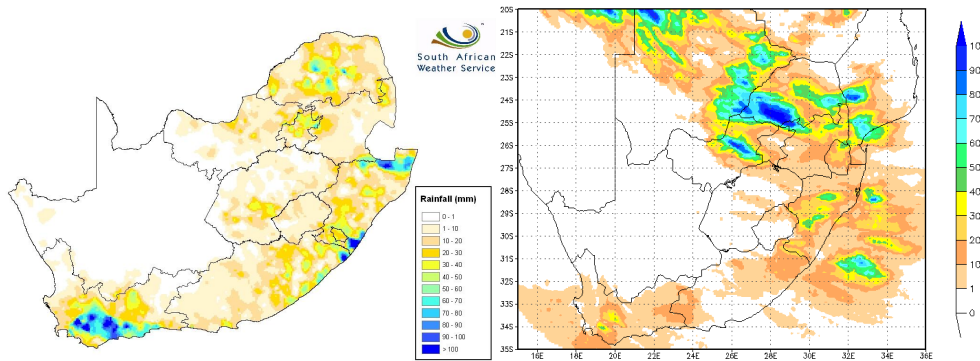 South African
Weather Service
Rainfall (mm)
0 - 1
1 - 10
10 - 20
20 - 30
30 - 40
40 - 50
50 - 60
60 - 70
70 - 80
80 - 90
90 - 100
> 100
20S
21S
22S
23S
24S
25S
26S
27S
28S
29S
30S
31S
32S
33S
34S
35S
16E 18E 20E 22E 24E 26E 28E 30E 32E 34E 36E
10
90
80
70
60
50
40
30
20
10
0